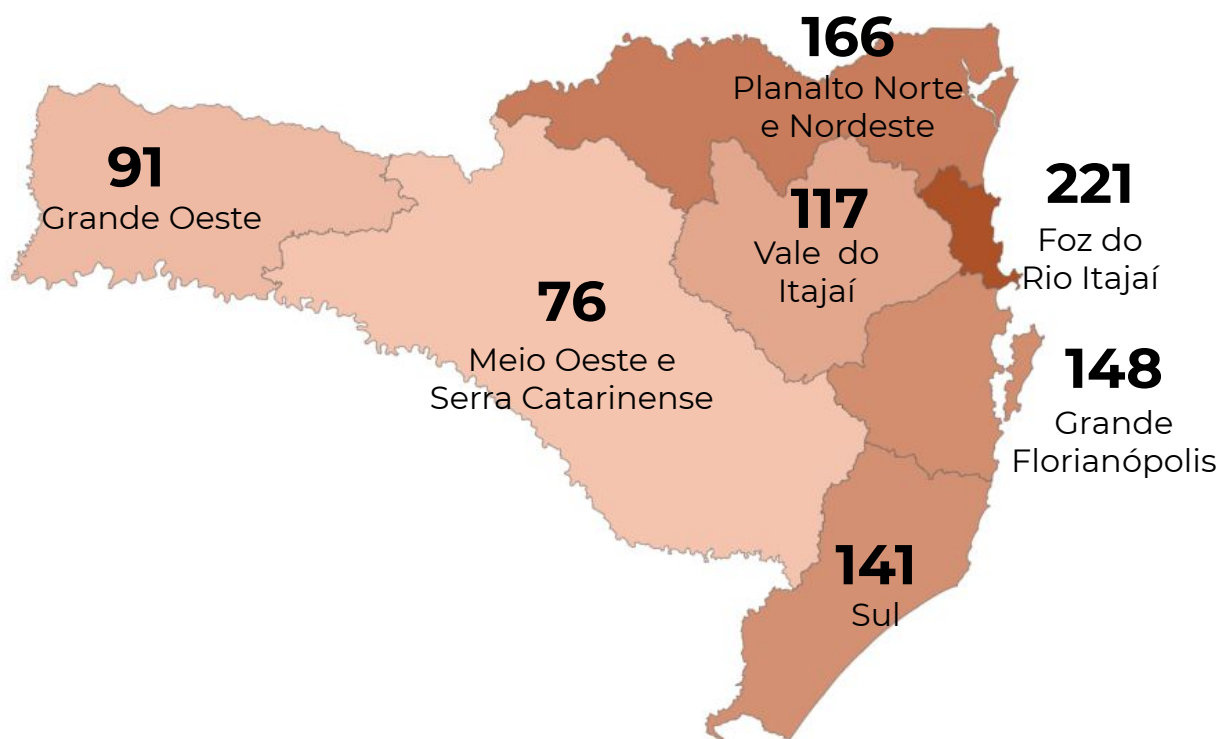 166
Planalto Norte
e Nordeste
91
Grande Oeste
117
Vale do
Itajaí
221
Foz do
Rio Itajaí
76
Meio Oeste e
Serra Catarinense
148
Grande
Florianópolis
141
Sul